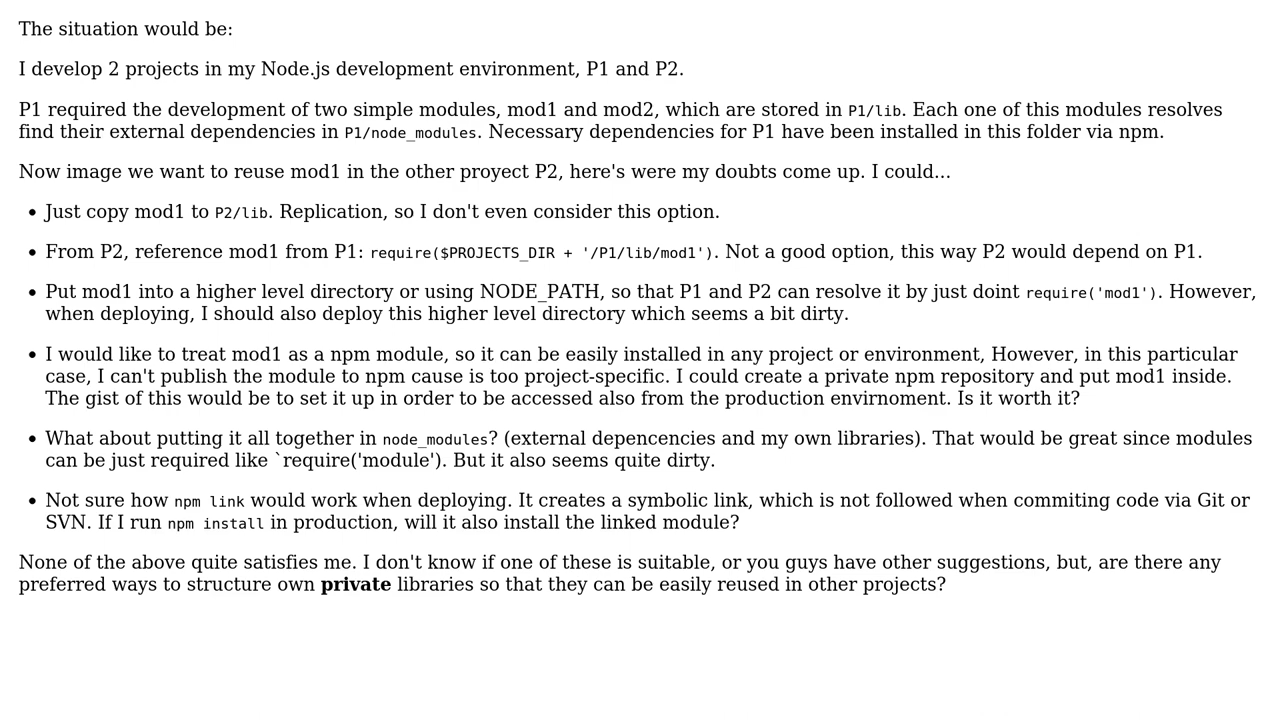 The situation would be:
I develop 2 projects in my Node.js development environment, P1 and P2.
P1 required the development of two simple modules, mod1 and mod2, which are stored in P1/lib. Each one of this modules resolves
find their external dependencies in P1/node_modules. Necessary dependencies for P1 have been installed in this folder via npm.
Now image we want to reuse mod1 in the other proyect P2, here's were my doubts come up. I could...
• Just copy mod1 to P2/lib. Replication, so I don't even consider this option.
• From P2, reference mod1 from P1: require($PROJECTS_DIR + '/P1/lib/mod1'). Not a good option, this way P2 would depend on P1.
• Put mod1 into a higher level directory or using NODE_PATH, so that P1 and P2 can resolve it by just doint require('mod1'). However,
when deploying, I should also deploy this higher level directory which seems a bit dirty.
• I would like to treat mod1 as a npm module, so it can be easily installed in any project or environment, However, in this particular
case, I can't publish the module to npm cause is too project-specific. I could create a private npm repository and put mod1 inside.
The gist of this would be to set it up in order to be accessed also from the production envirnoment. Is it worth it?
• What about putting it all together in node_modules? (external depencencies and my own libraries). That would be great since modules
can be just required like `require('module'). But it also seems quite dirty.
• Not sure how npm link would work when deploying. It creates a symbolic link, which is not followed when commiting code via Git or
SVN. If I run npm install in production, will it also install the linked module?
None of the above quite satisfies me. I don't know if one of these is suitable, or you guys have other suggestions, but, are there any
preferred ways to structure own private libraries so that they can be easily reused in other projects?